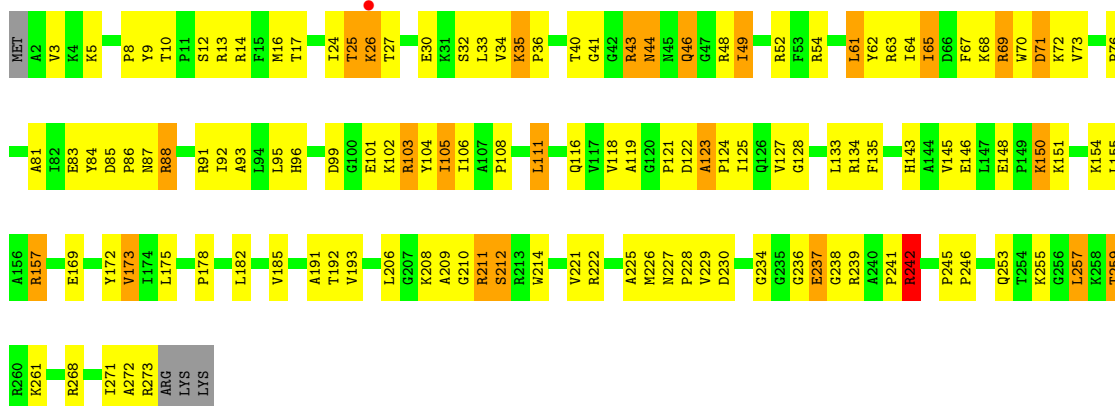 MET A2 V3 K4 K5 P8 Y9 T10 P11 S12 R13 R14 F15 M16 T17 I24 T25 K26 T27 E30 K31 S32 L33 V34 K35 P36 T40 G41 G42 R43 N44 N45 Q46 G47 R48 I49 R52 F53 R54 L61 Y62 R63 I64 I65 D66 F67 K68 R69 W70 D71 K72 V73
A81 I82 E83 Y84 D85 P86 N87 R88 R91 I92 A93 L94 L95 H96 D99 G100 E101 K102 R103 Y104 I105 I106 A107 P108 L111 Q116 V117 V118 A119 G120 P121 D122 A123 P124 I125 Q126 V127 G128 L133 R134 F135 H143 A144 V145 E146 L147 E148 P149 K150 K151 K154
A156 R157 E169 Y172 V173 I174 L175 P178 L182 V185 A191 T192 V193 L206 G207 K208 A209 G210 R211 S212 R213 W214 V221 R222 A225 M226 N227 P228 V229 D230 G234 G235 G236 E237 G238 R239 A240 P241 R242 P245 P246 Q253 T254 K255 G256 L257 K258 T259
R260 K261 R268 I271 A272 R273 ARG LYS LYS